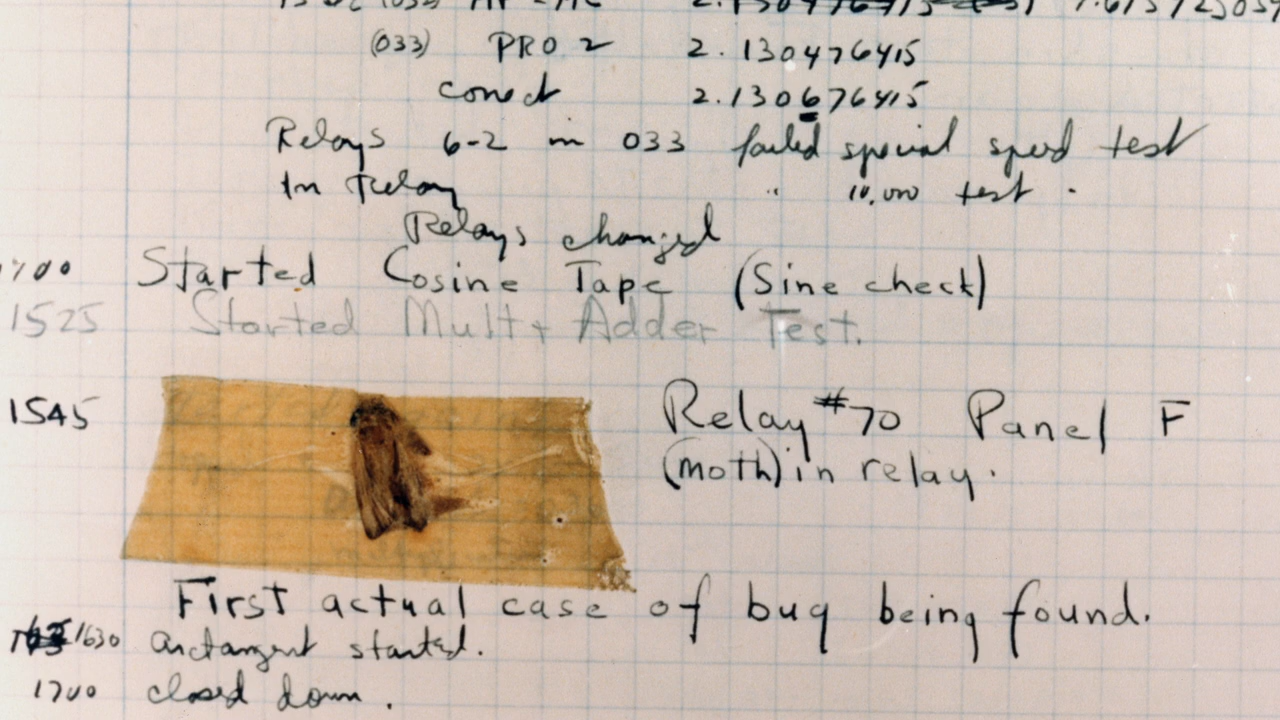 (033) PRO 2 2.130476415
conect 2.130676415
Relays 6-2 in 033 failed special speed test
In Relay " 10,000 test.
Relays changed
1700 Started Cosine Tape (Sine check)
1525 Started Mult + Adder Test.
1545 Relay #70 Panel F
(moth) in relay.
First actual case of bug being found.
1630 arctangent started.
1700 closed down.